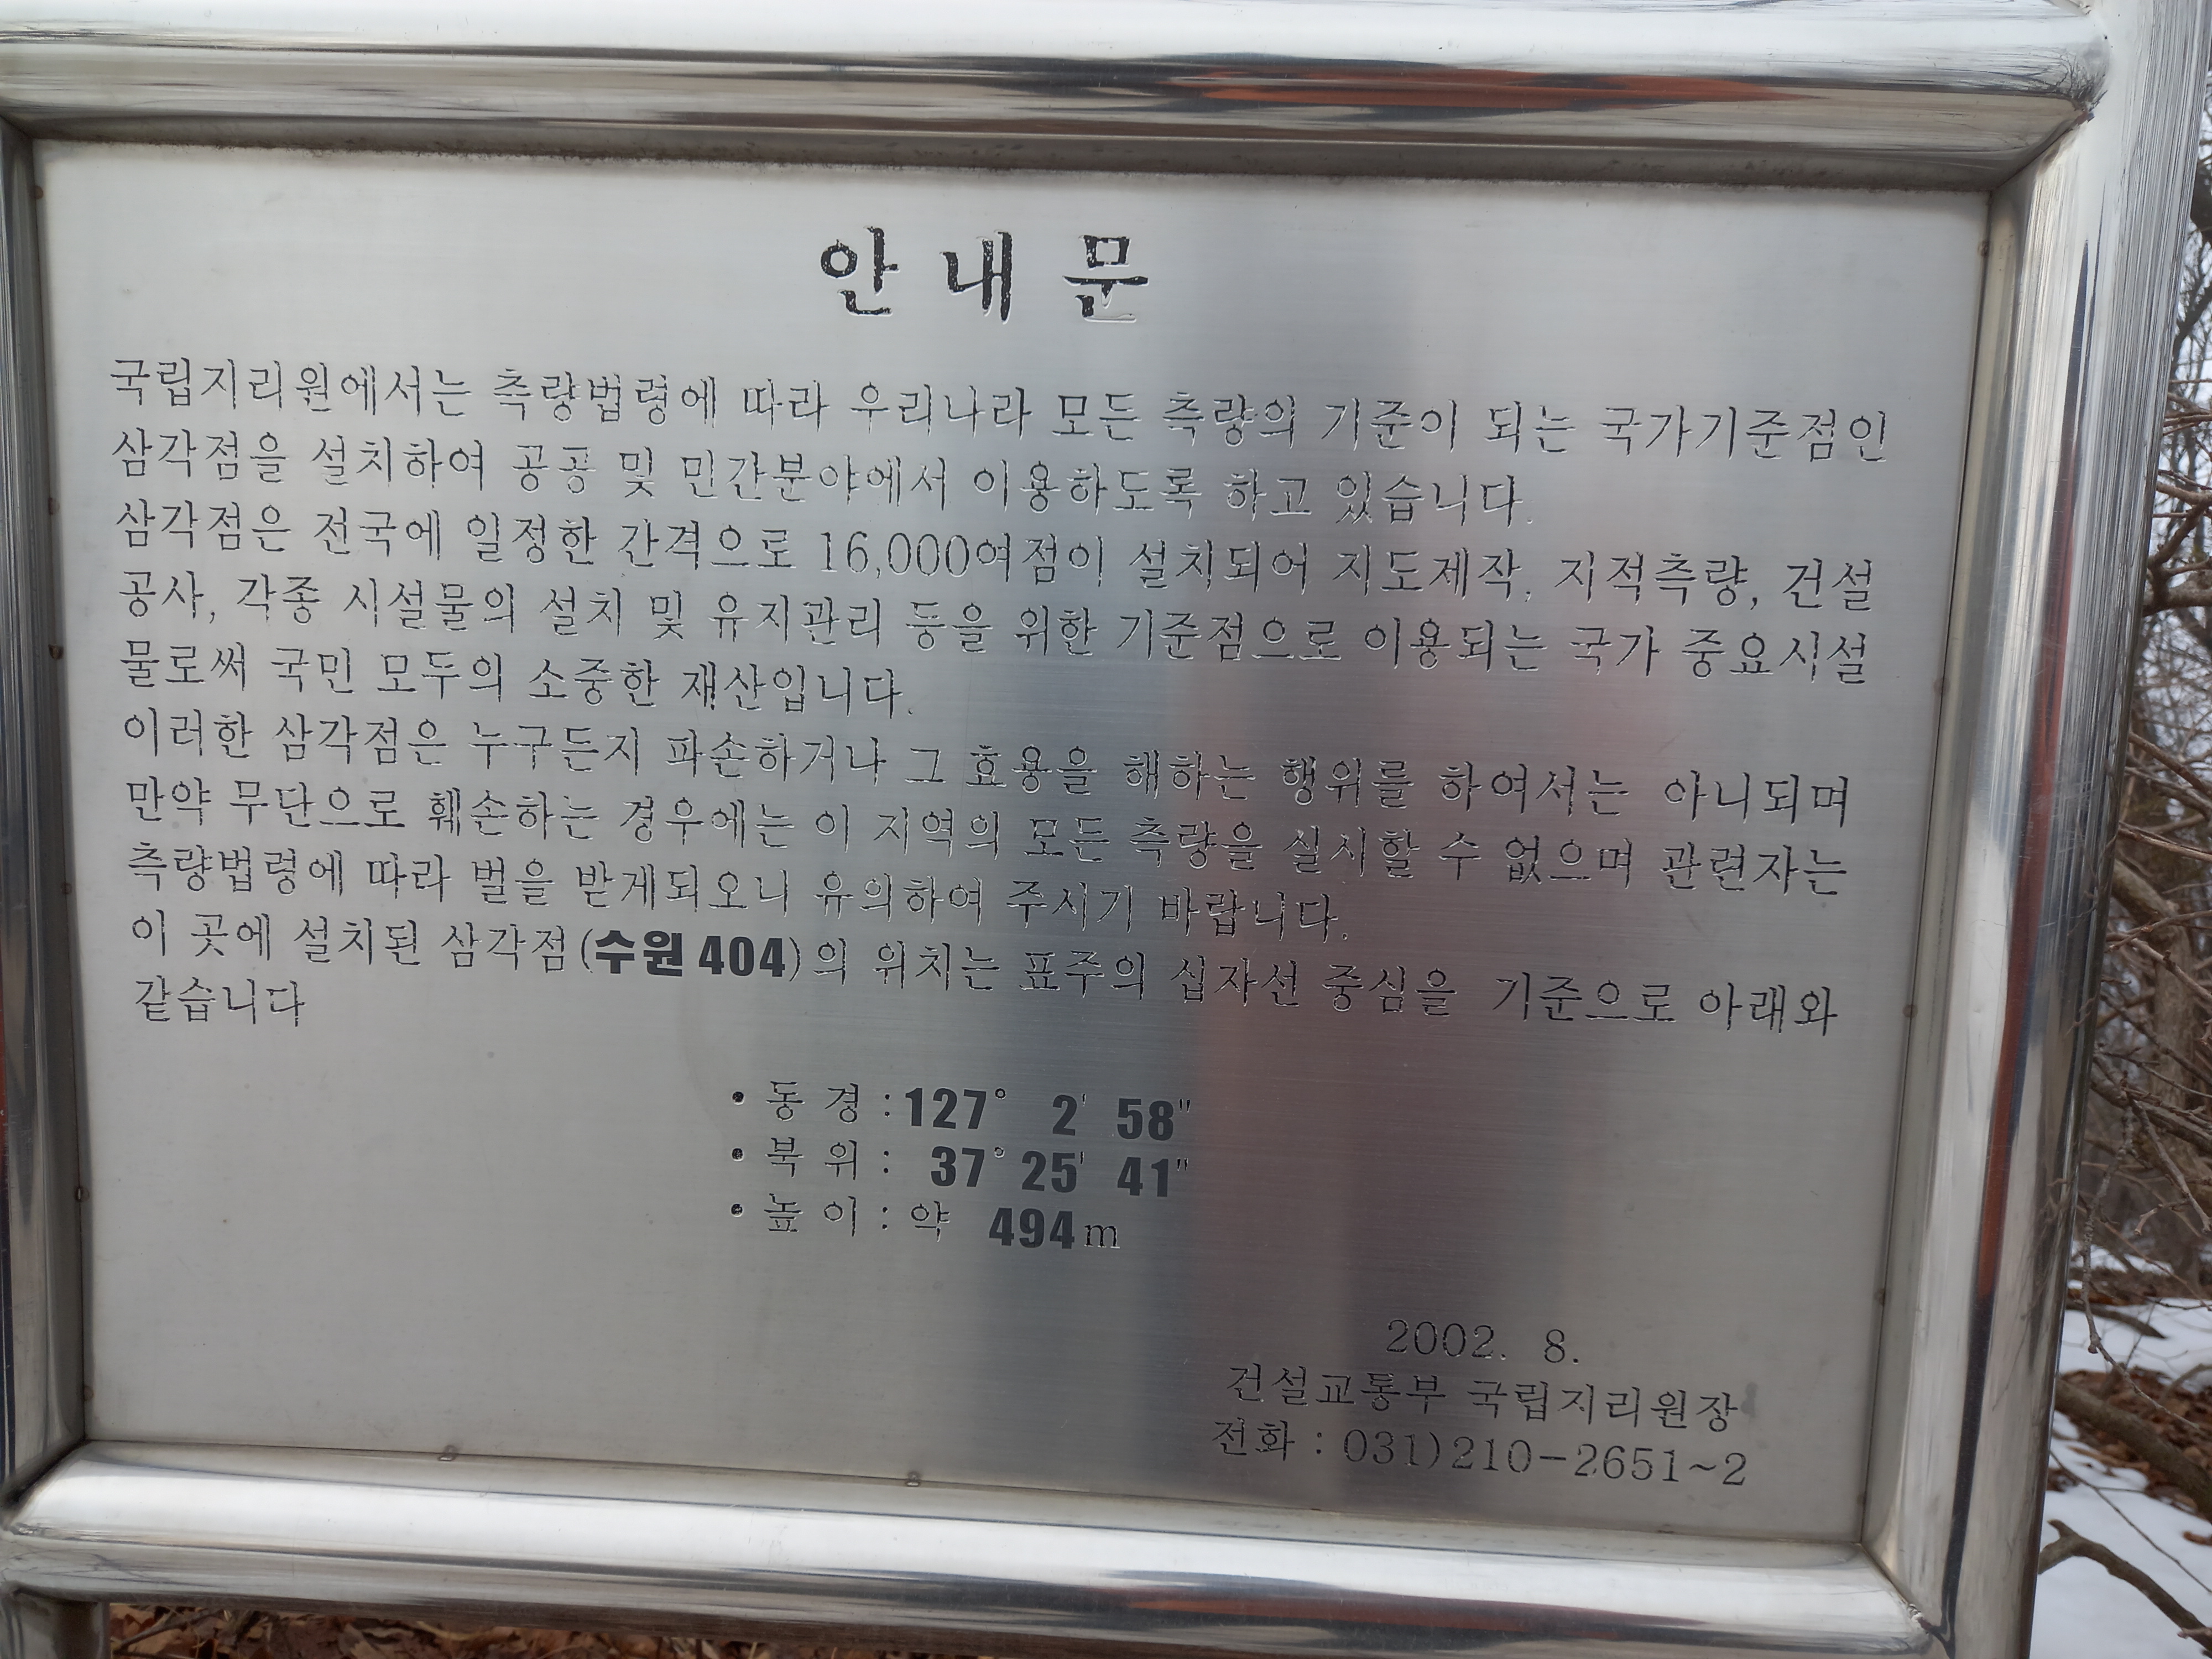 안 내 문
국립지리원에서는 측량법령에 따라 우리나라 모든 측량의 기준이 되는 국가기준점인
삼각점을 설치하여 공공 및 민간분야에서 이용하도록 하고 있습니다.
삼각점은 전국에 일정한 간격으로 16,000여점이 설치되어 지도제작, 지적측량, 건설
공사, 각종 시설물의 설치 및 유지관리 등을 위한 기준점으로 이용되는 국가 중요시설
물로써 국민 모두의 소중한 재산입니다.
이러한 삼각점은 누구든지 파손하거나 그 효용을 해하는 행위를 하여서는 아니되며
만약 무단으로 훼손하는 경우에는 이 지역의 모든 측량을 실시할 수 없으며 관련자는
측량법령에 따라 벌을 받게되오니 유의하여 주시기 바랍니다.
이 곳에 설치된 삼각점(수원 404)의 위치는 표주의 십자선 중심을 기준으로 아래와
같습니다
• 동 경 : 127° 2' 58"
• 북 위 : 37° 25' 41"
• 높 이 : 약 494m
2002. 8.
건설교통부 국립지리원장
전화 : 031)210-2651~2